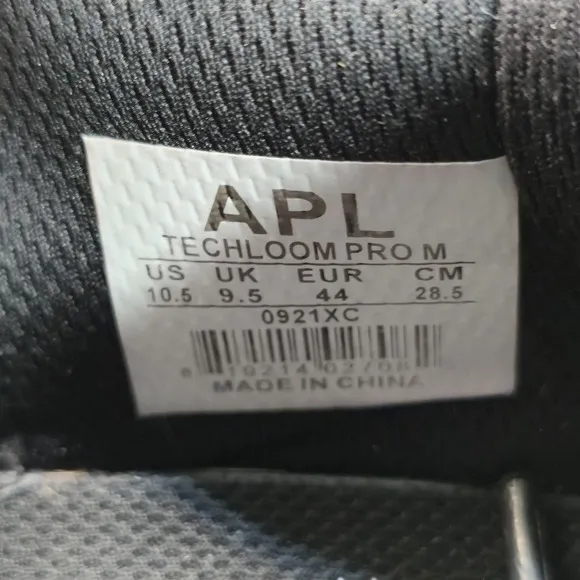 APL
TECHLOOM PRO M
US UK EUR CM
10.5 9.5 44 28.5
0921XC
MADE IN CHINA